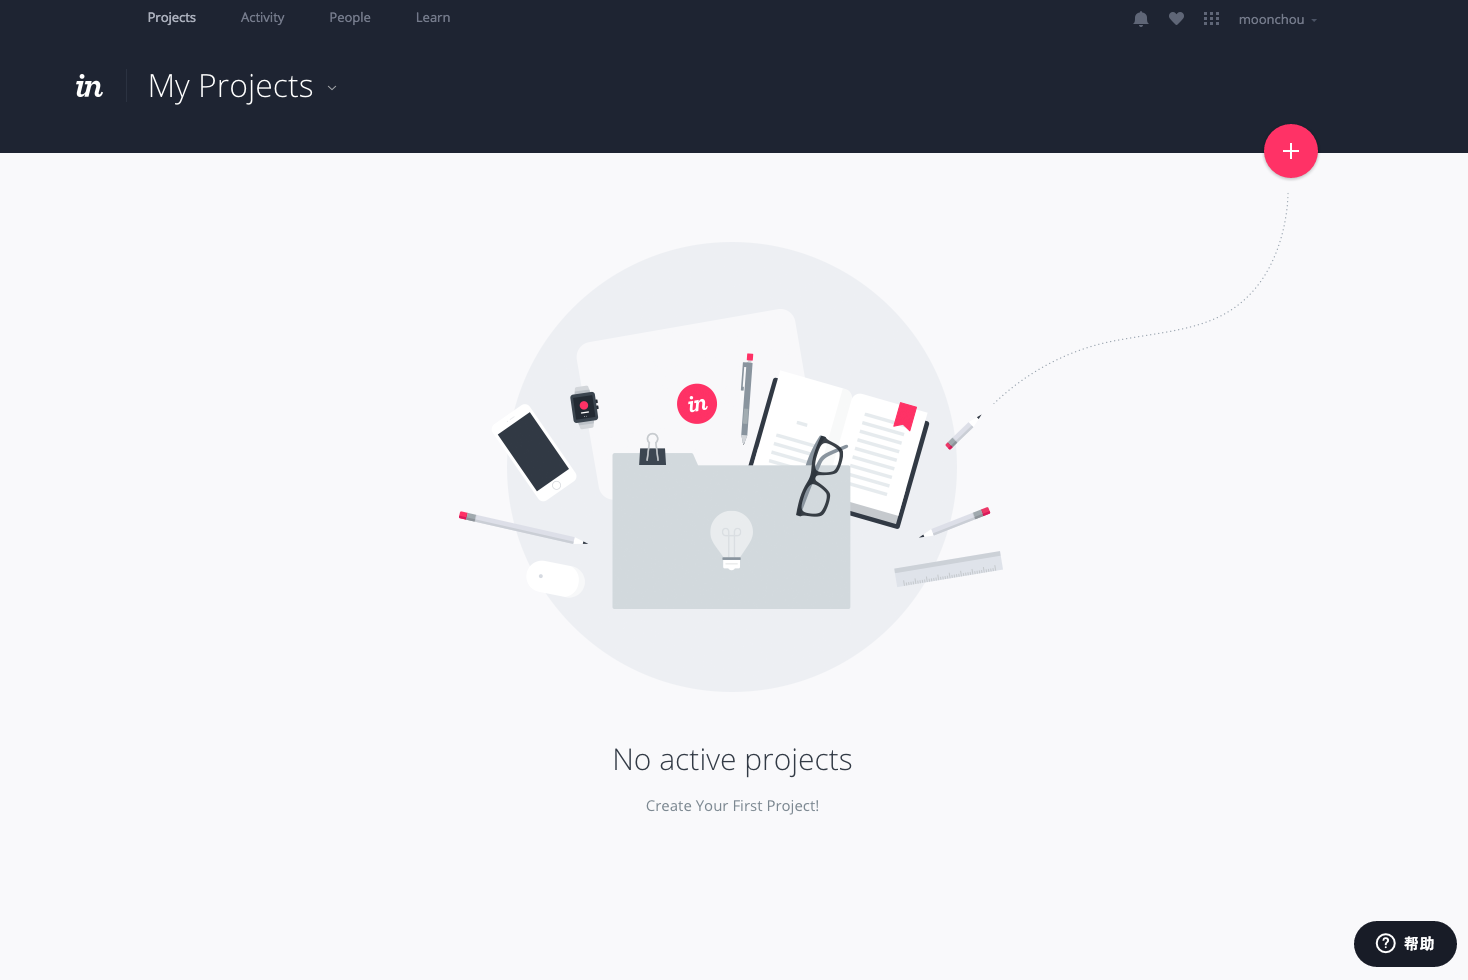 Projects
Activity
People
Learn
moonchou
in
My Projects
in
No active projects
Create Your First Project!
帮助